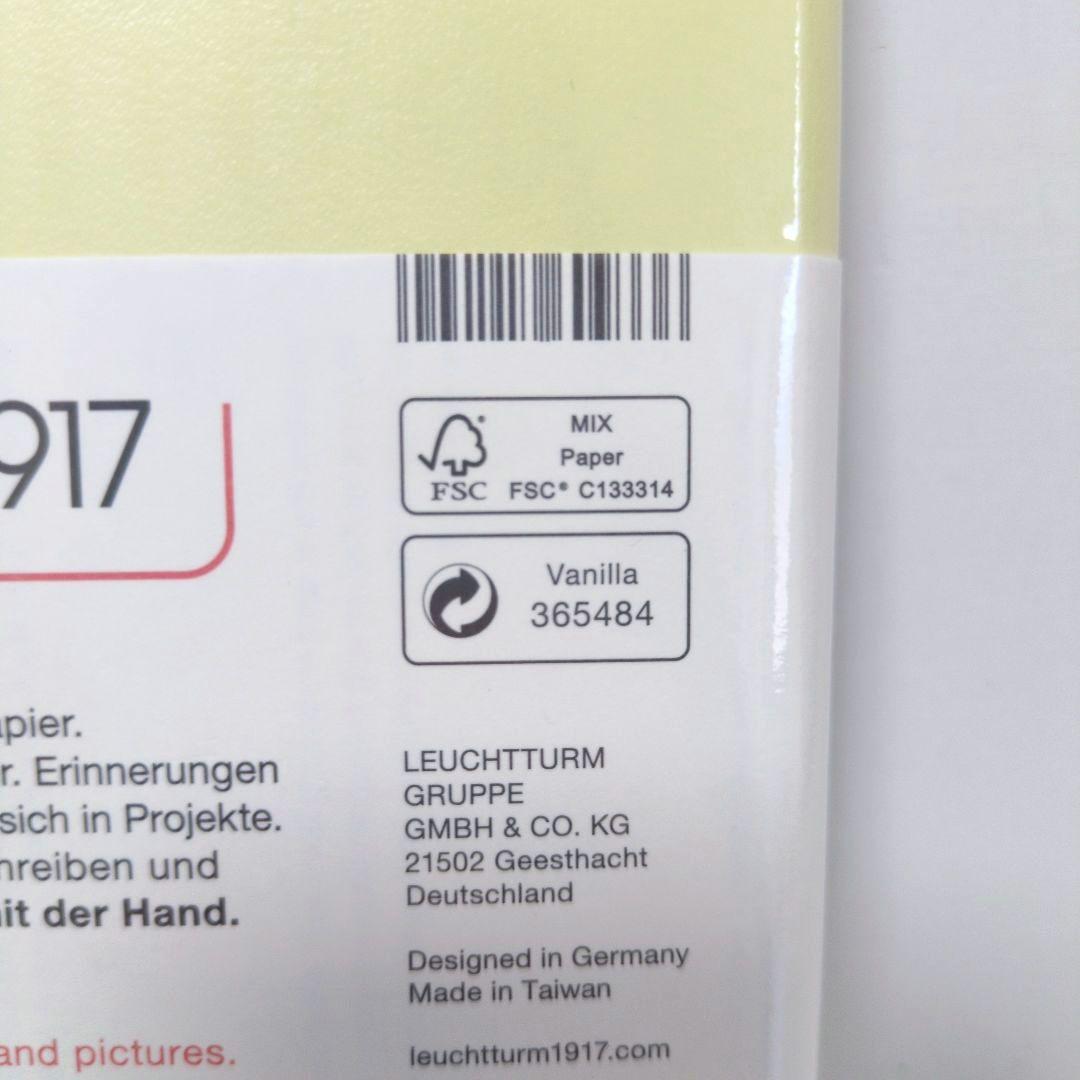 917
MIX
Paper
FSC FSC® C133314
Vanilla
365484
apier.
r. Erinnerungen
sich in Projekte.
hreiben und
it der Hand.
and pictures.
LEUCHTTURM
GRUPPE
GMBH & CO. KG
21502 Geesthacht
Deutschland
Designed in Germany
Made in Taiwan
leuchtturm1917.com